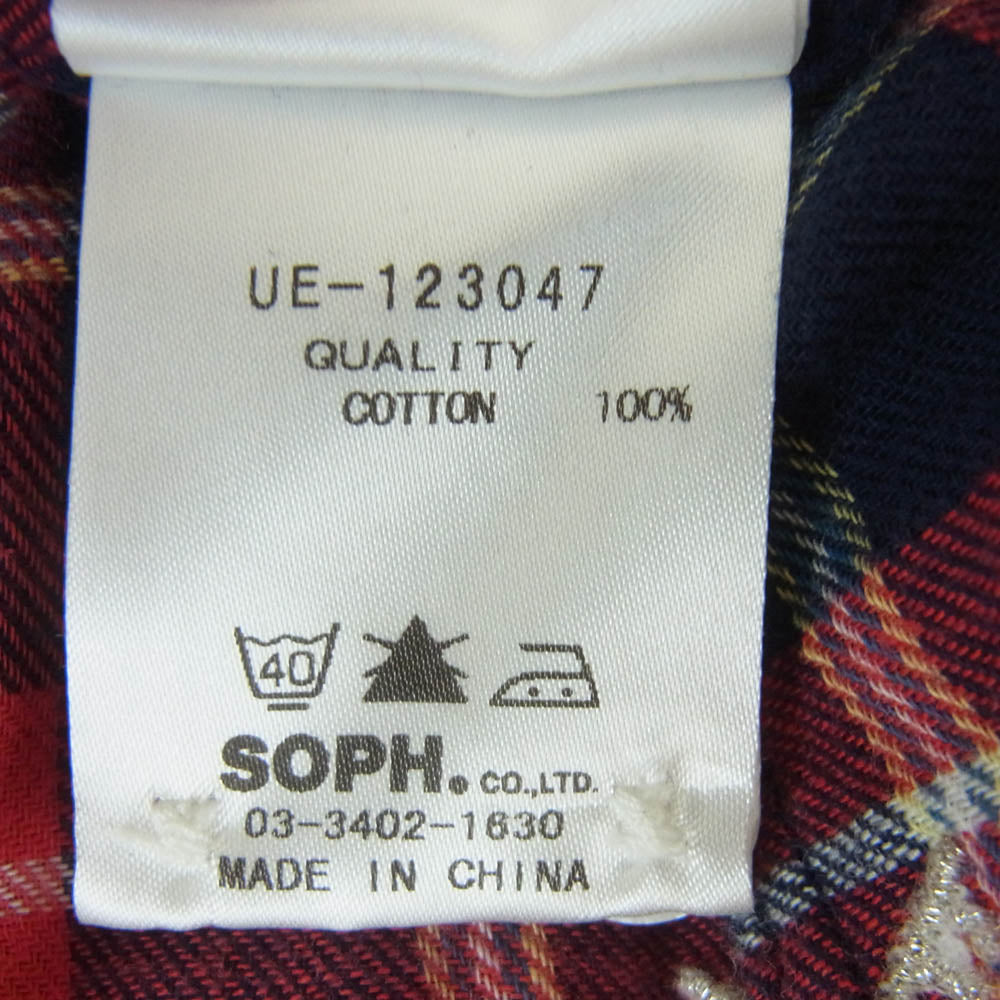 UE-123047
QUALITY
COTTON 100%
40
SOPH. CO.,LTD.
03-3402-1630
MADE IN CHINA